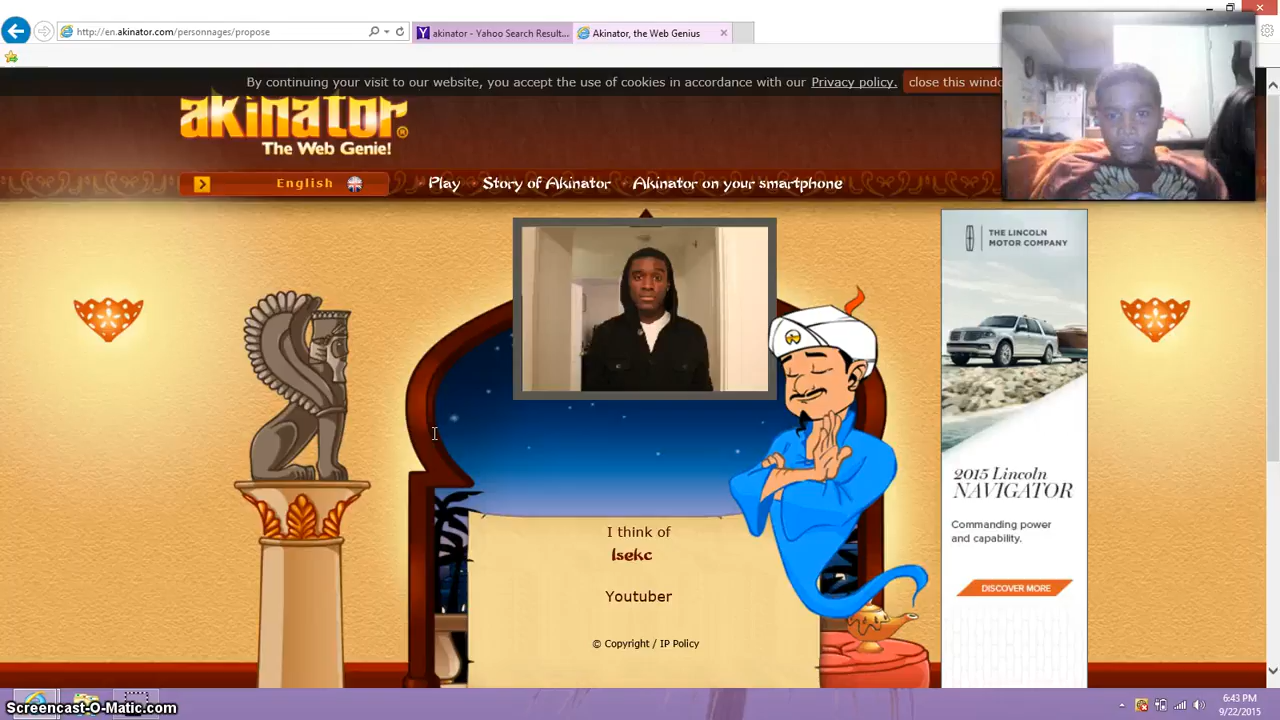 http://en.akinator.com/personnages/propose
akinator - Yahoo Search Result...
Akinator, the Web Genie
By continuing your visit to our website, you accept the use of cookies in accordance with our Privacy policy. close this windo
akinator®
The Web Genie!
English
Play
Story of Akinator
Akinator on your smartphone
THE LINCOLN
MOTOR COMPANY
2015 Lincoln
NAVIGATOR
Commanding power
and capability.
DISCOVER MORE
I think of
Isekc
Youtuber
© Copyright / IP Policy
6:43 PM
9/22/2015
Screencast-O-Matic.com